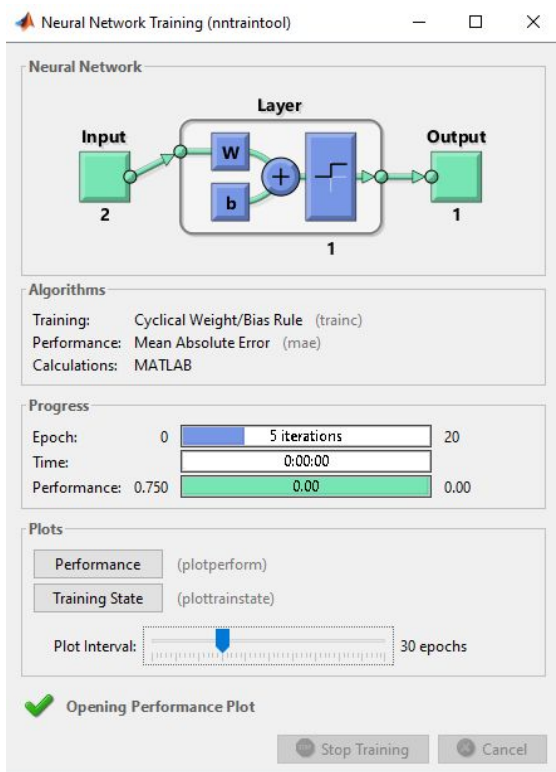 Neural Network Training (nntraintool)
Neural Network
Layer
Input
Output
W
b
+
2
1
1
Algorithms
Training: Cyclical Weight/Bias Rule (trainc)
Performance: Mean Absolute Error (mae)
Calculations: MATLAB
Progress
Epoch: 0 5 iterations 20
Time: 0:00:00
Performance: 0.750 0.00 0.00
Plots
Performance (plotperform)
Training State (plottrainstate)
Plot Interval: 30 epochs
Opening Performance Plot
Stop Training Cancel